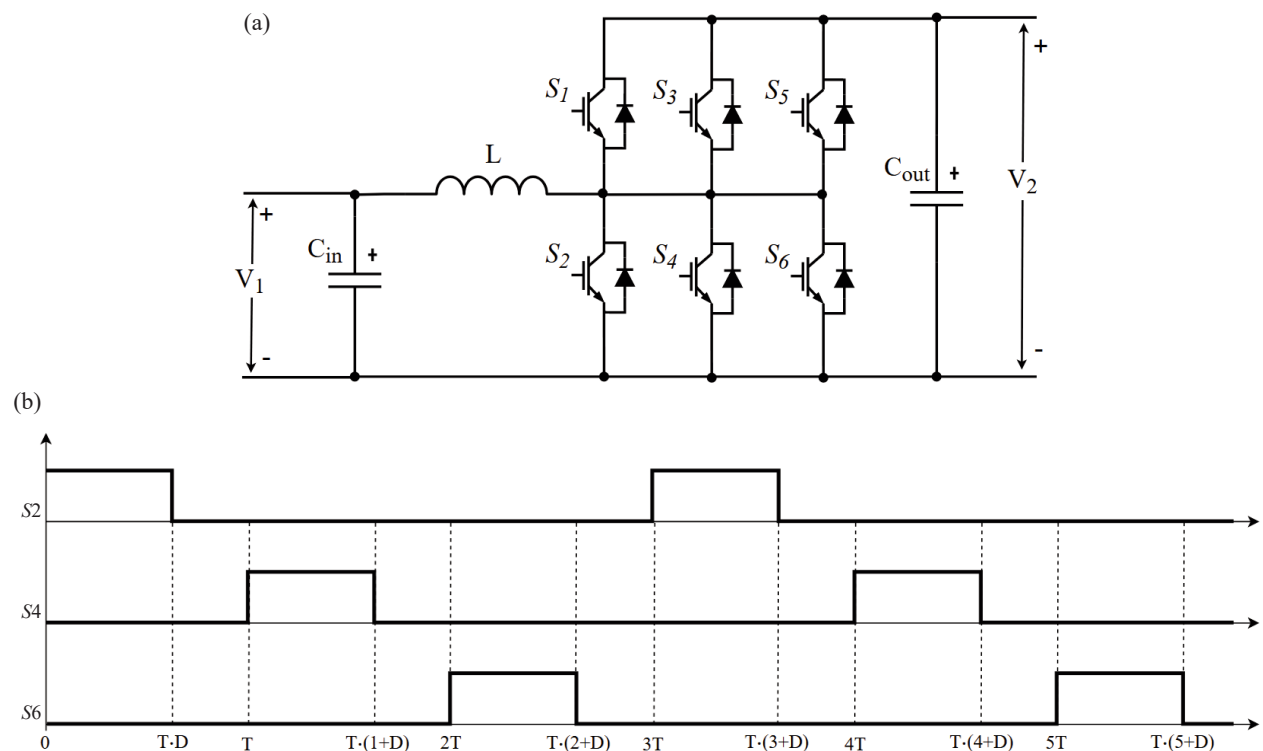 (a)
S1 S3 S5
L
Cout
V2
+
-
S2 S4 S6
Cin
V1
+
-
(b)
S2
S4
S6
0 T·D T T·(1+D) 2T T·(2+D) 3T T·(3+D) 4T T·(4+D) 5T T·(5+D)